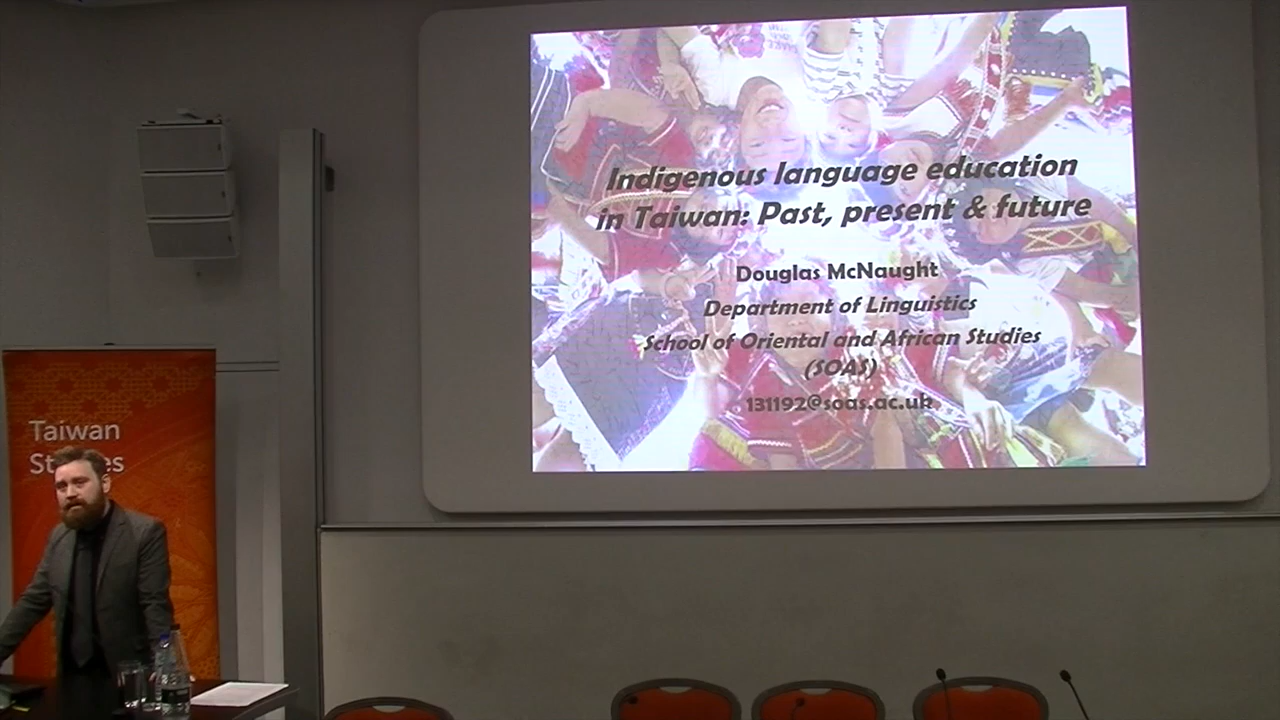 Indigenous language education
in Taiwan: Past, present & future
Douglas McNaught
Department of Linguistics
School of Oriental and African Studies
(SOAS)
131192@soas.ac.uk
Taiwan